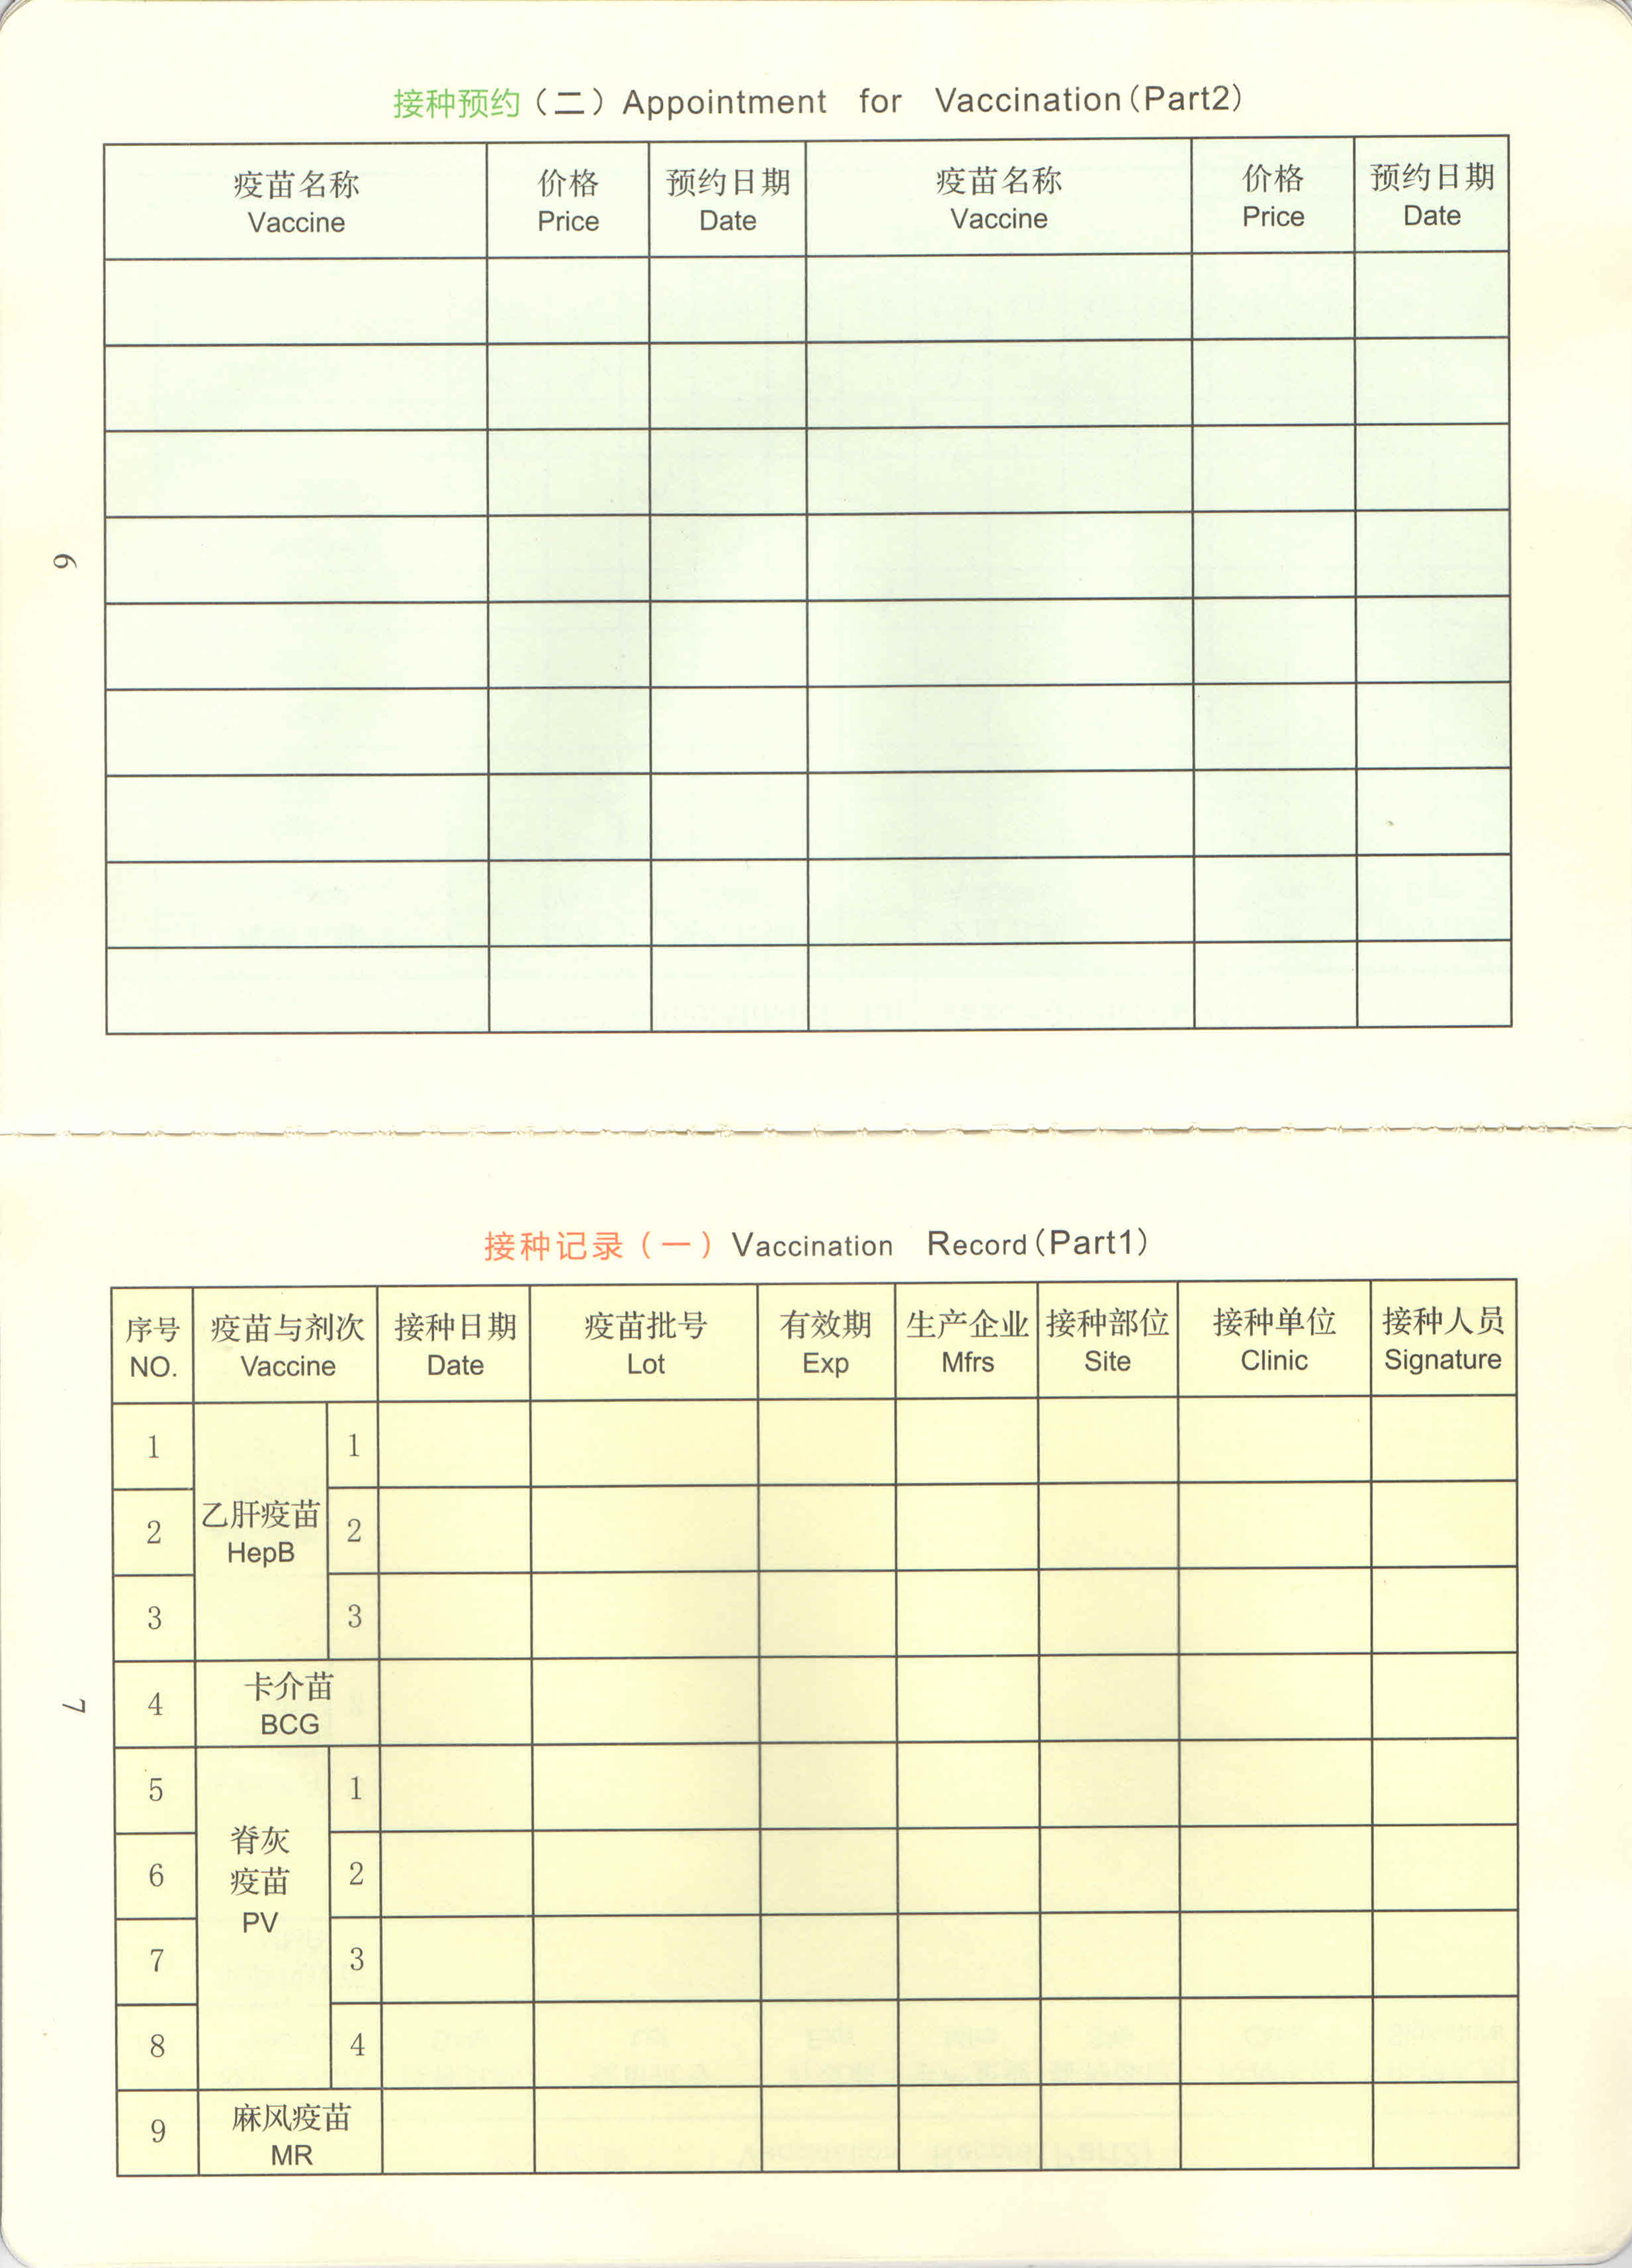 接种预约（二）Appointment for Vaccination(Part2)
疫苗名称 价格 预约日期 疫苗名称 价格 预约日期
Vaccine Price Date Vaccine Price Date
6
接种记录（一）Vaccination Record(Part1)
序号 疫苗与剂次 接种日期 疫苗批号 有效期 生产企业 接种部位 接种单位 接种人员
NO. Vaccine Date Lot Exp Mfrs Site Clinic Signature
1 1
乙肝疫苗
2 2
HepB
3 3
卡介苗
4
BCG
5 1
脊灰
6 疫苗 2
PV
7 3
8 4
麻风疫苗
9
MR
7